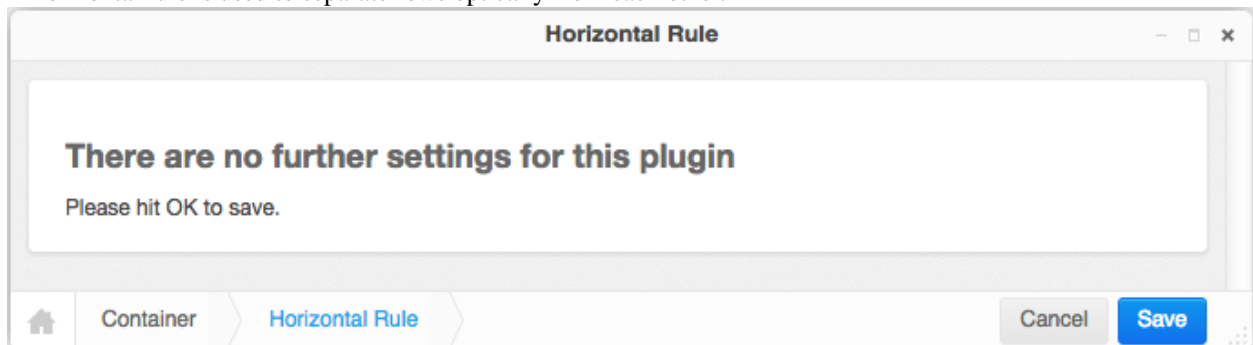 Horizontal Rule
There are no further settings for this plugin
Please hit OK to save.
Container
Horizontal Rule
Cancel
Save